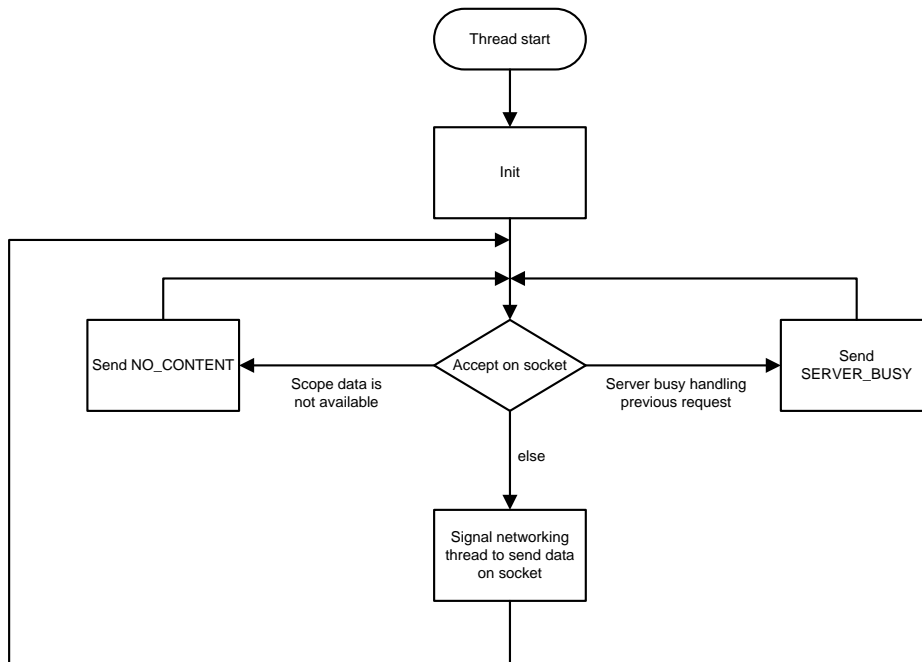 Thread start
Init
Send NO_CONTENT
Accept on socket
Send
SERVER_BUSY
Scope data is
not available
Server busy handling
previous request
else
Signal networking
thread to send data
on socket